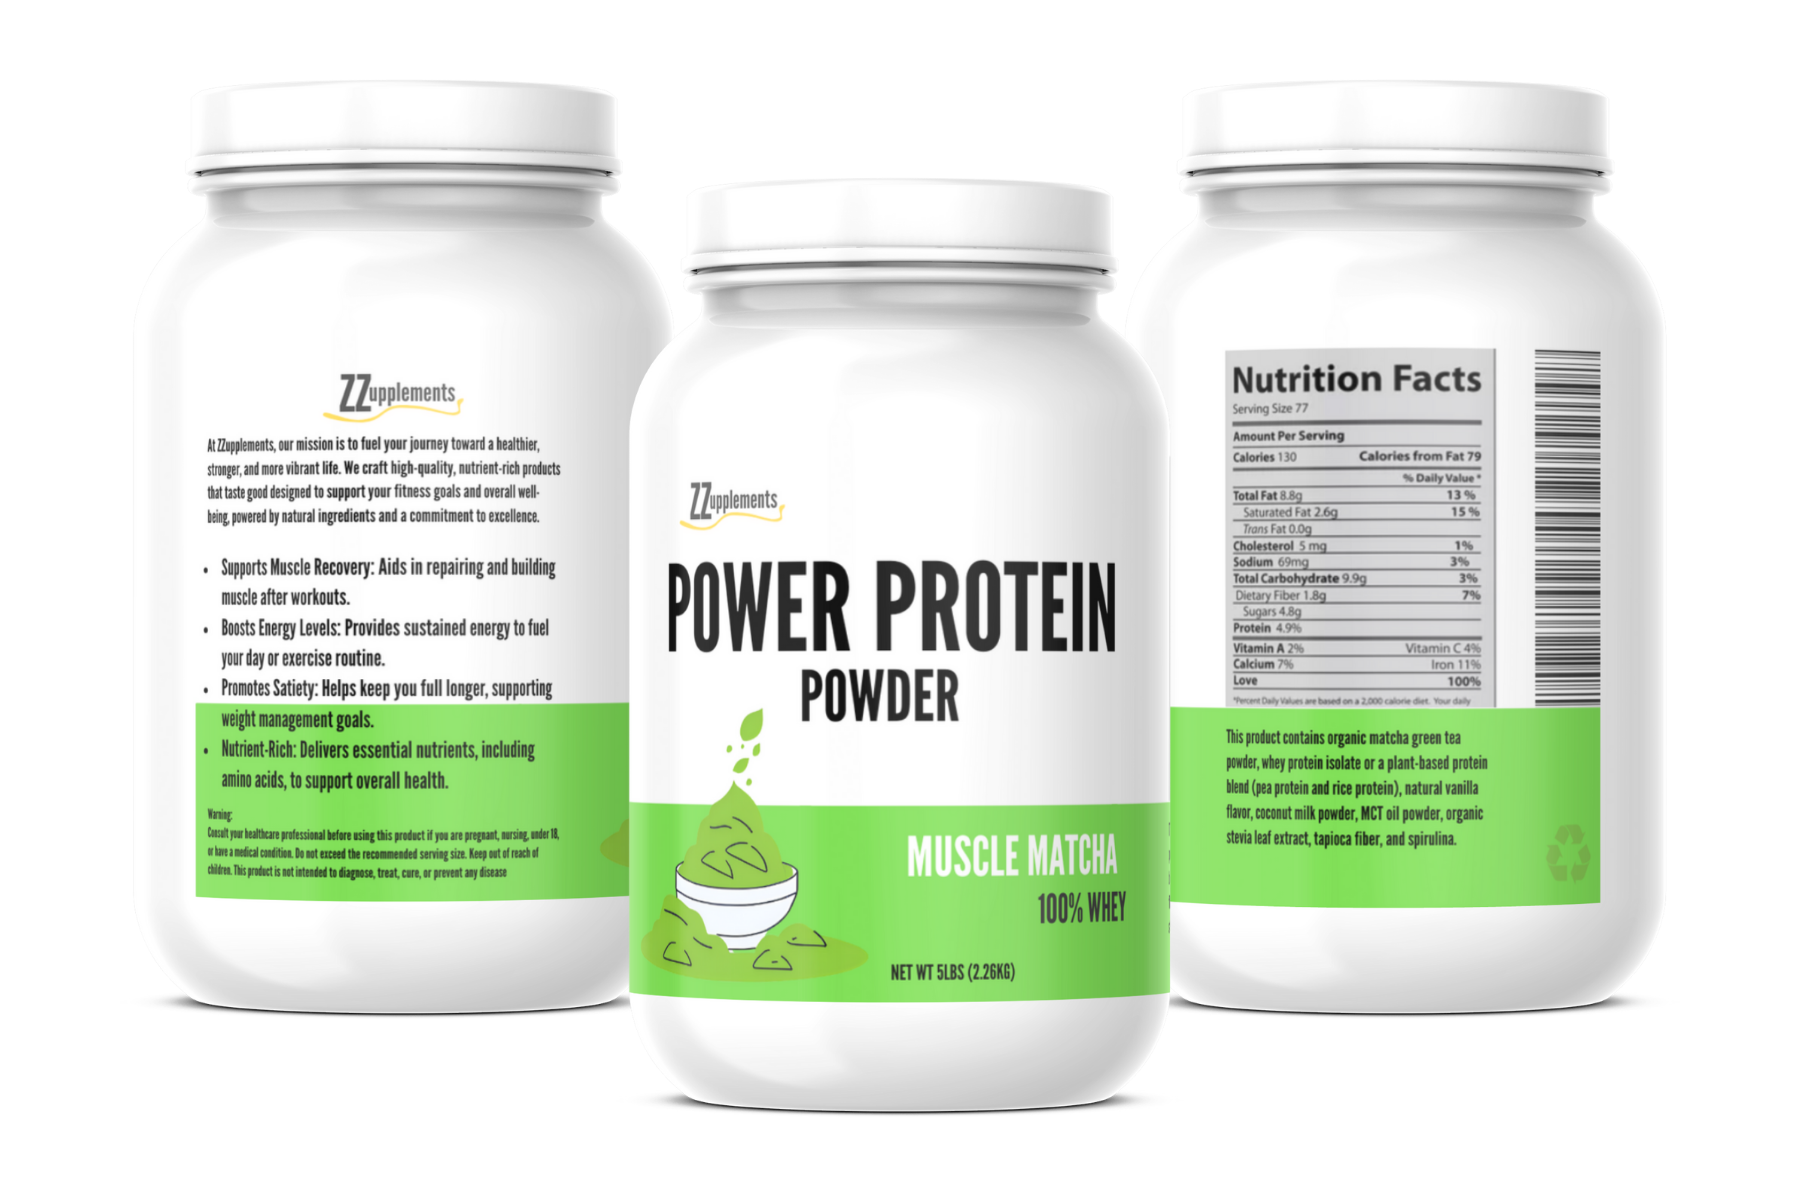 ZZupplements
At ZZupplements, our mission is to fuel your journey toward a healthier,
stronger, and more vibrant life. We craft high-quality, nutrient-rich products
that taste good designed to support your fitness goals and overall well-
being, powered by natural ingredients and a commitment to excellence.
• Supports Muscle Recovery: Aids in repairing and building
muscle after workouts.
• Boosts Energy Levels: Provides sustained energy to fuel
your day or exercise routine.
• Promotes Satiety: Helps keep you full longer, supporting
weight management goals.
• Nutrient-Rich: Delivers essential nutrients, including
amino acids, to support overall health.
Warning:
Consult your healthcare professional before using this product if you are pregnant, nursing, under 18,
or have a medical condition. Do not exceed the recommended serving size. Keep out of reach of
children. This product is not intended to diagnose, treat, cure, or prevent any disease
ZZupplements
POWER PROTEIN
POWDER
MUSCLE MATCHA
100% WHEY
NET WT 5LBS (2.26KG)
Nutrition Facts
Serving Size 77
Amount Per Serving
Calories 130 Calories from Fat 79
% Daily Value *
Total Fat 8.8g 13 %
Saturated Fat 2.6g 15 %
Trans Fat 0.0g
Cholesterol 5 mg 1%
Sodium 69mg 3%
Total Carbohydrate 9.9g 3%
Dietary Fiber 1.8g 7%
Sugars 4.8g
Protein 4.9%
Vitamin A 2% Vitamin C 4%
Calcium 7% Iron 11%
Love 100%
*Percent Daily Values are based on a 2,000 calorie diet. Your daily
This product contains organic matcha green tea
powder, whey protein isolate or a plant-based protein
blend (pea protein and rice protein), natural vanilla
flavor, coconut milk powder, MCT oil powder, organic
stevia leaf extract, tapioca fiber, and spirulina.